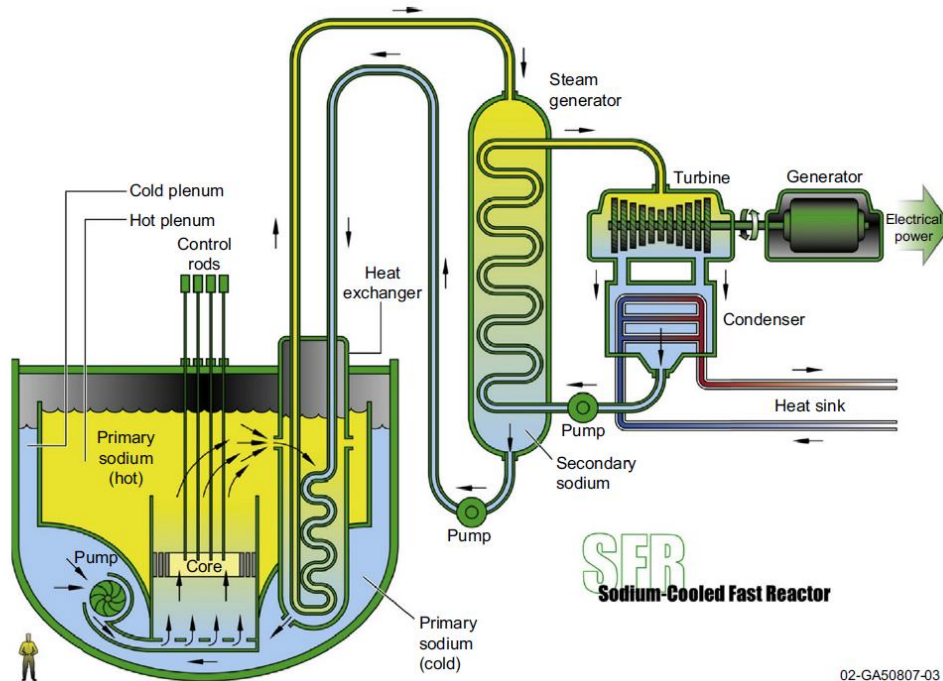 Steam
generator
Cold plenum
Hot plenum
Control
rods
Heat
exchanger
Turbine
Generator
Electrical
power
Condenser
Heat sink
Pump
Secondary
sodium
Pump
Primary
sodium
(hot)
Pump
Core
Primary
sodium
(cold)
SFR
Sodium-Cooled Fast Reactor
02-GA50807-03